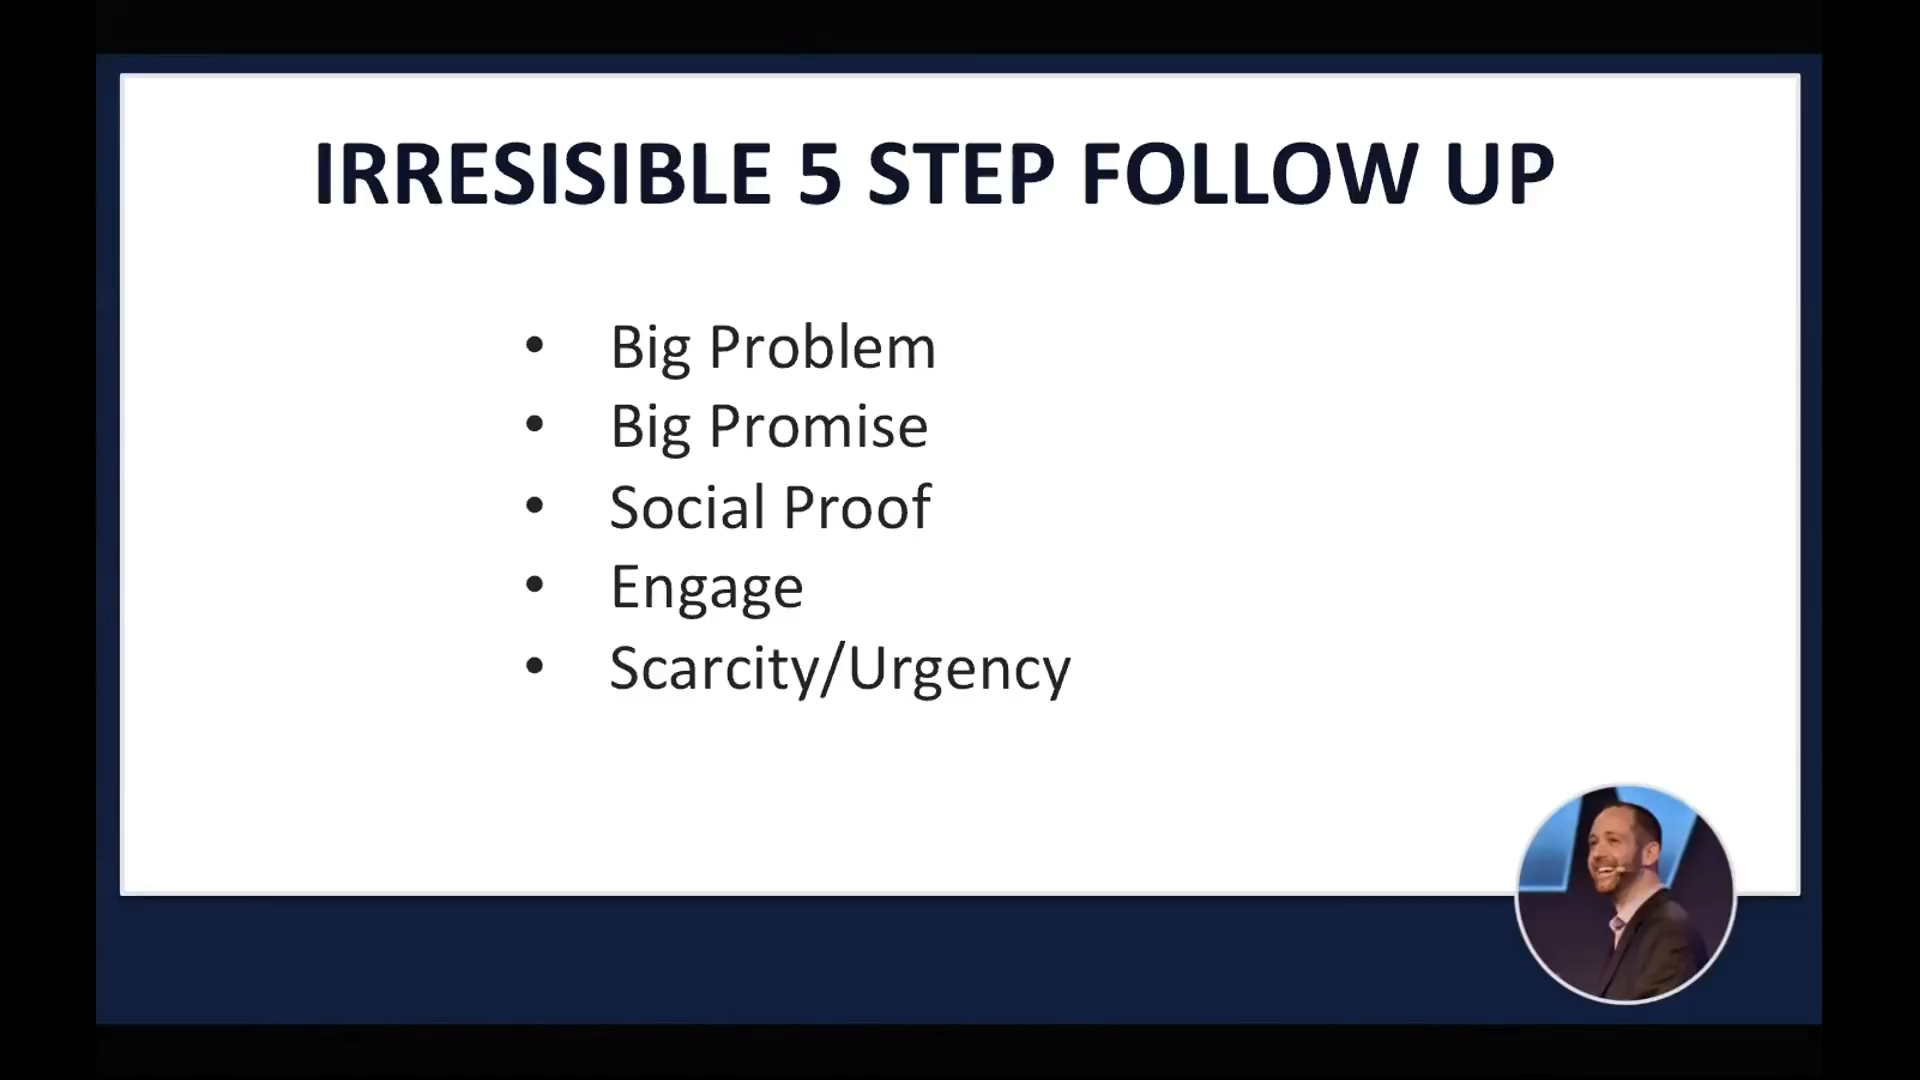 IRRESISIBLE 5 STEP FOLLOW UP
• Big Problem
• Big Promise
• Social Proof
• Engage
• Scarcity/Urgency